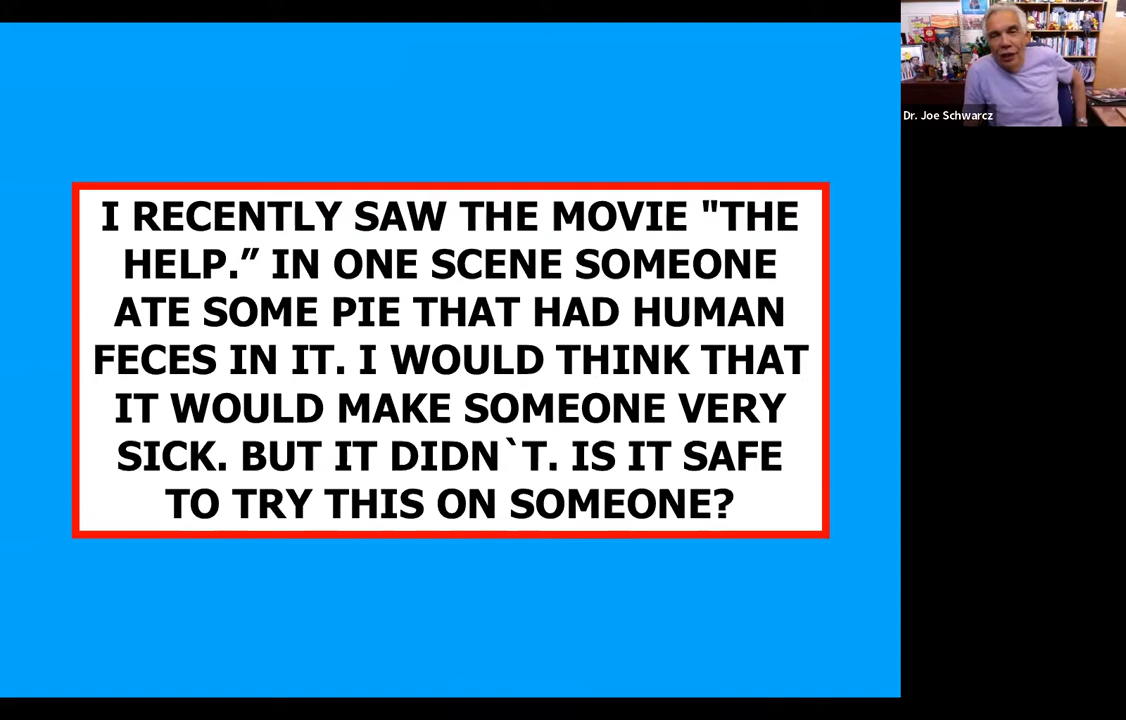 I RECENTLY SAW THE MOVIE "THE
HELP.” IN ONE SCENE SOMEONE
ATE SOME PIE THAT HAD HUMAN
FECES IN IT. I WOULD THINK THAT
IT WOULD MAKE SOMEONE VERY
SICK. BUT IT DIDN`T. IS IT SAFE
TO TRY THIS ON SOMEONE?
Dr. Joe Schwarcz